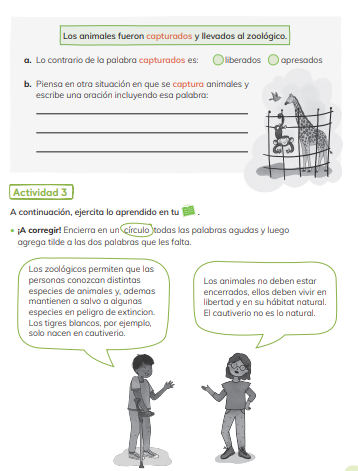 Los animales fueron capturados y llevados al zoológico.
a. Lo contrario de la palabra capturados es: liberados apresados
b. Piensa en otra situación en que se captura animales y
escribe una oración incluyendo esa palabra:
Actividad 3
A continuación, ejercita lo aprendido en tu .
• ¡A corregir! Encierra en un círculo todas las palabras agudas y luego
agrega tilde a las dos palabras que les falta.
Los zoológicos permiten que las
personas conozcan distintas
especies de animales y, ademas
mantienen a salvo a algunas
especies en peligro de extincion.
Los tigres blancos, por ejemplo,
solo nacen en cautiverio.
Los animales no deben estar
encerrados, ellos deben vivir en
libertad y en su hábitat natural.
El cautiverio no es lo natural.